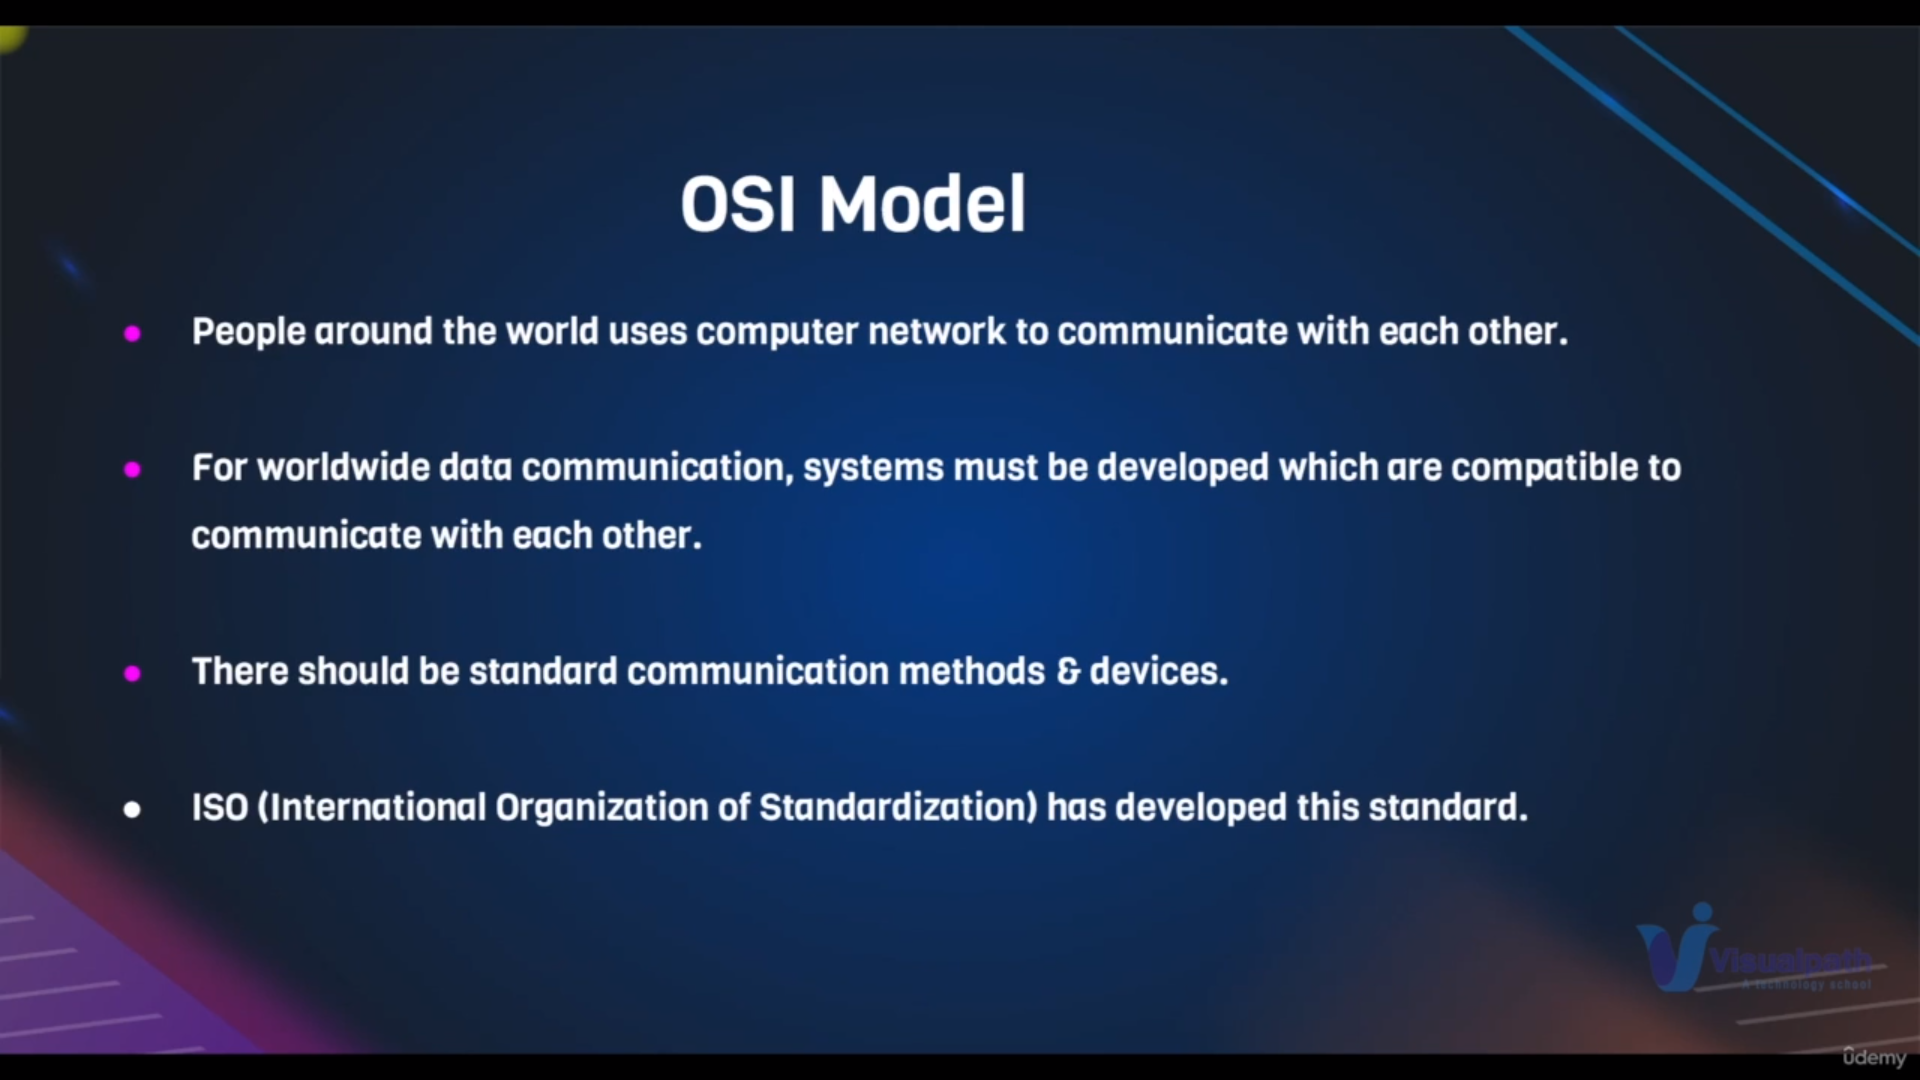 OSI Model
People around the world uses computer network to communicate with each other.
For worldwide data communication, systems must be developed which are compatible to
communicate with each other.
There should be standard communication methods & devices.
ISO (International Organization of Standardization) has developed this standard.
Visualpath
A technology school
ûdemy